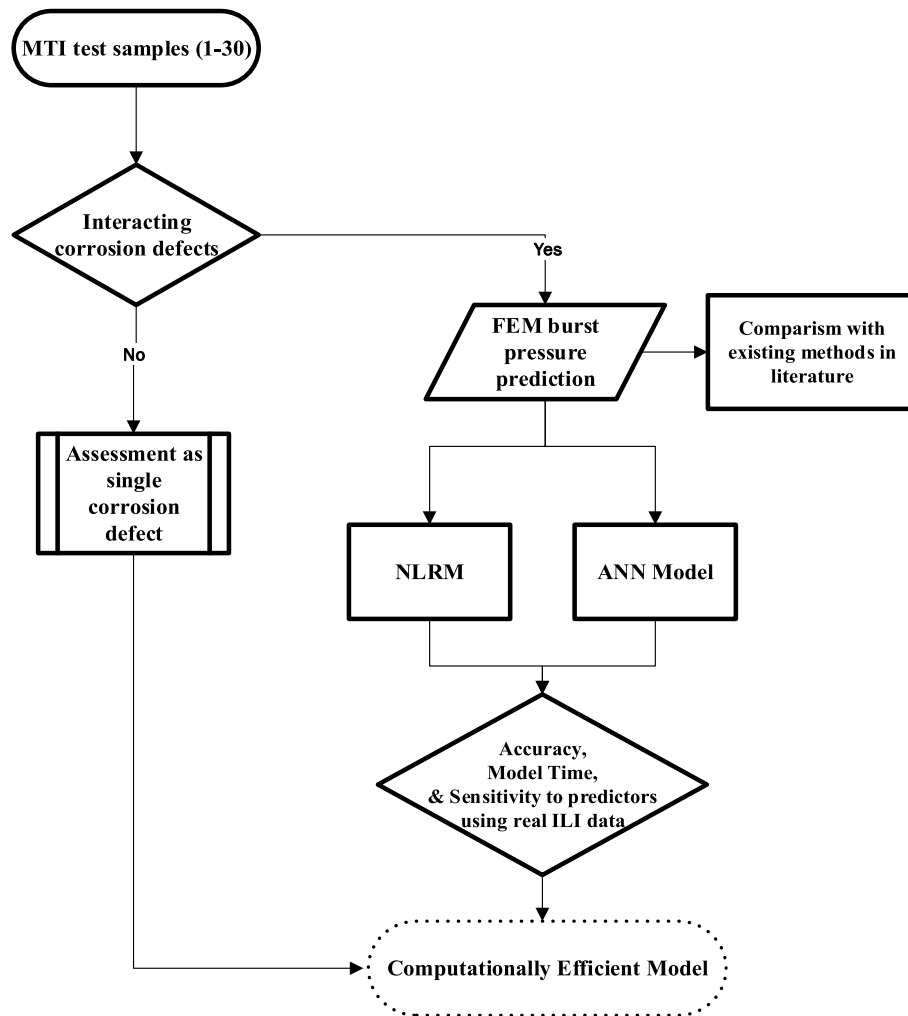 MTI test samples (1-30)
Interacting
corrosion defects
Yes
No
FEM burst
pressure
prediction
Comparism with
existing methods in
literature
Assessment as
single
corrosion
defect
NLRM
ANN Model
Accuracy,
Model Time,
& Sensitivity to predictors
using real ILI data
Computationally Efficient Model